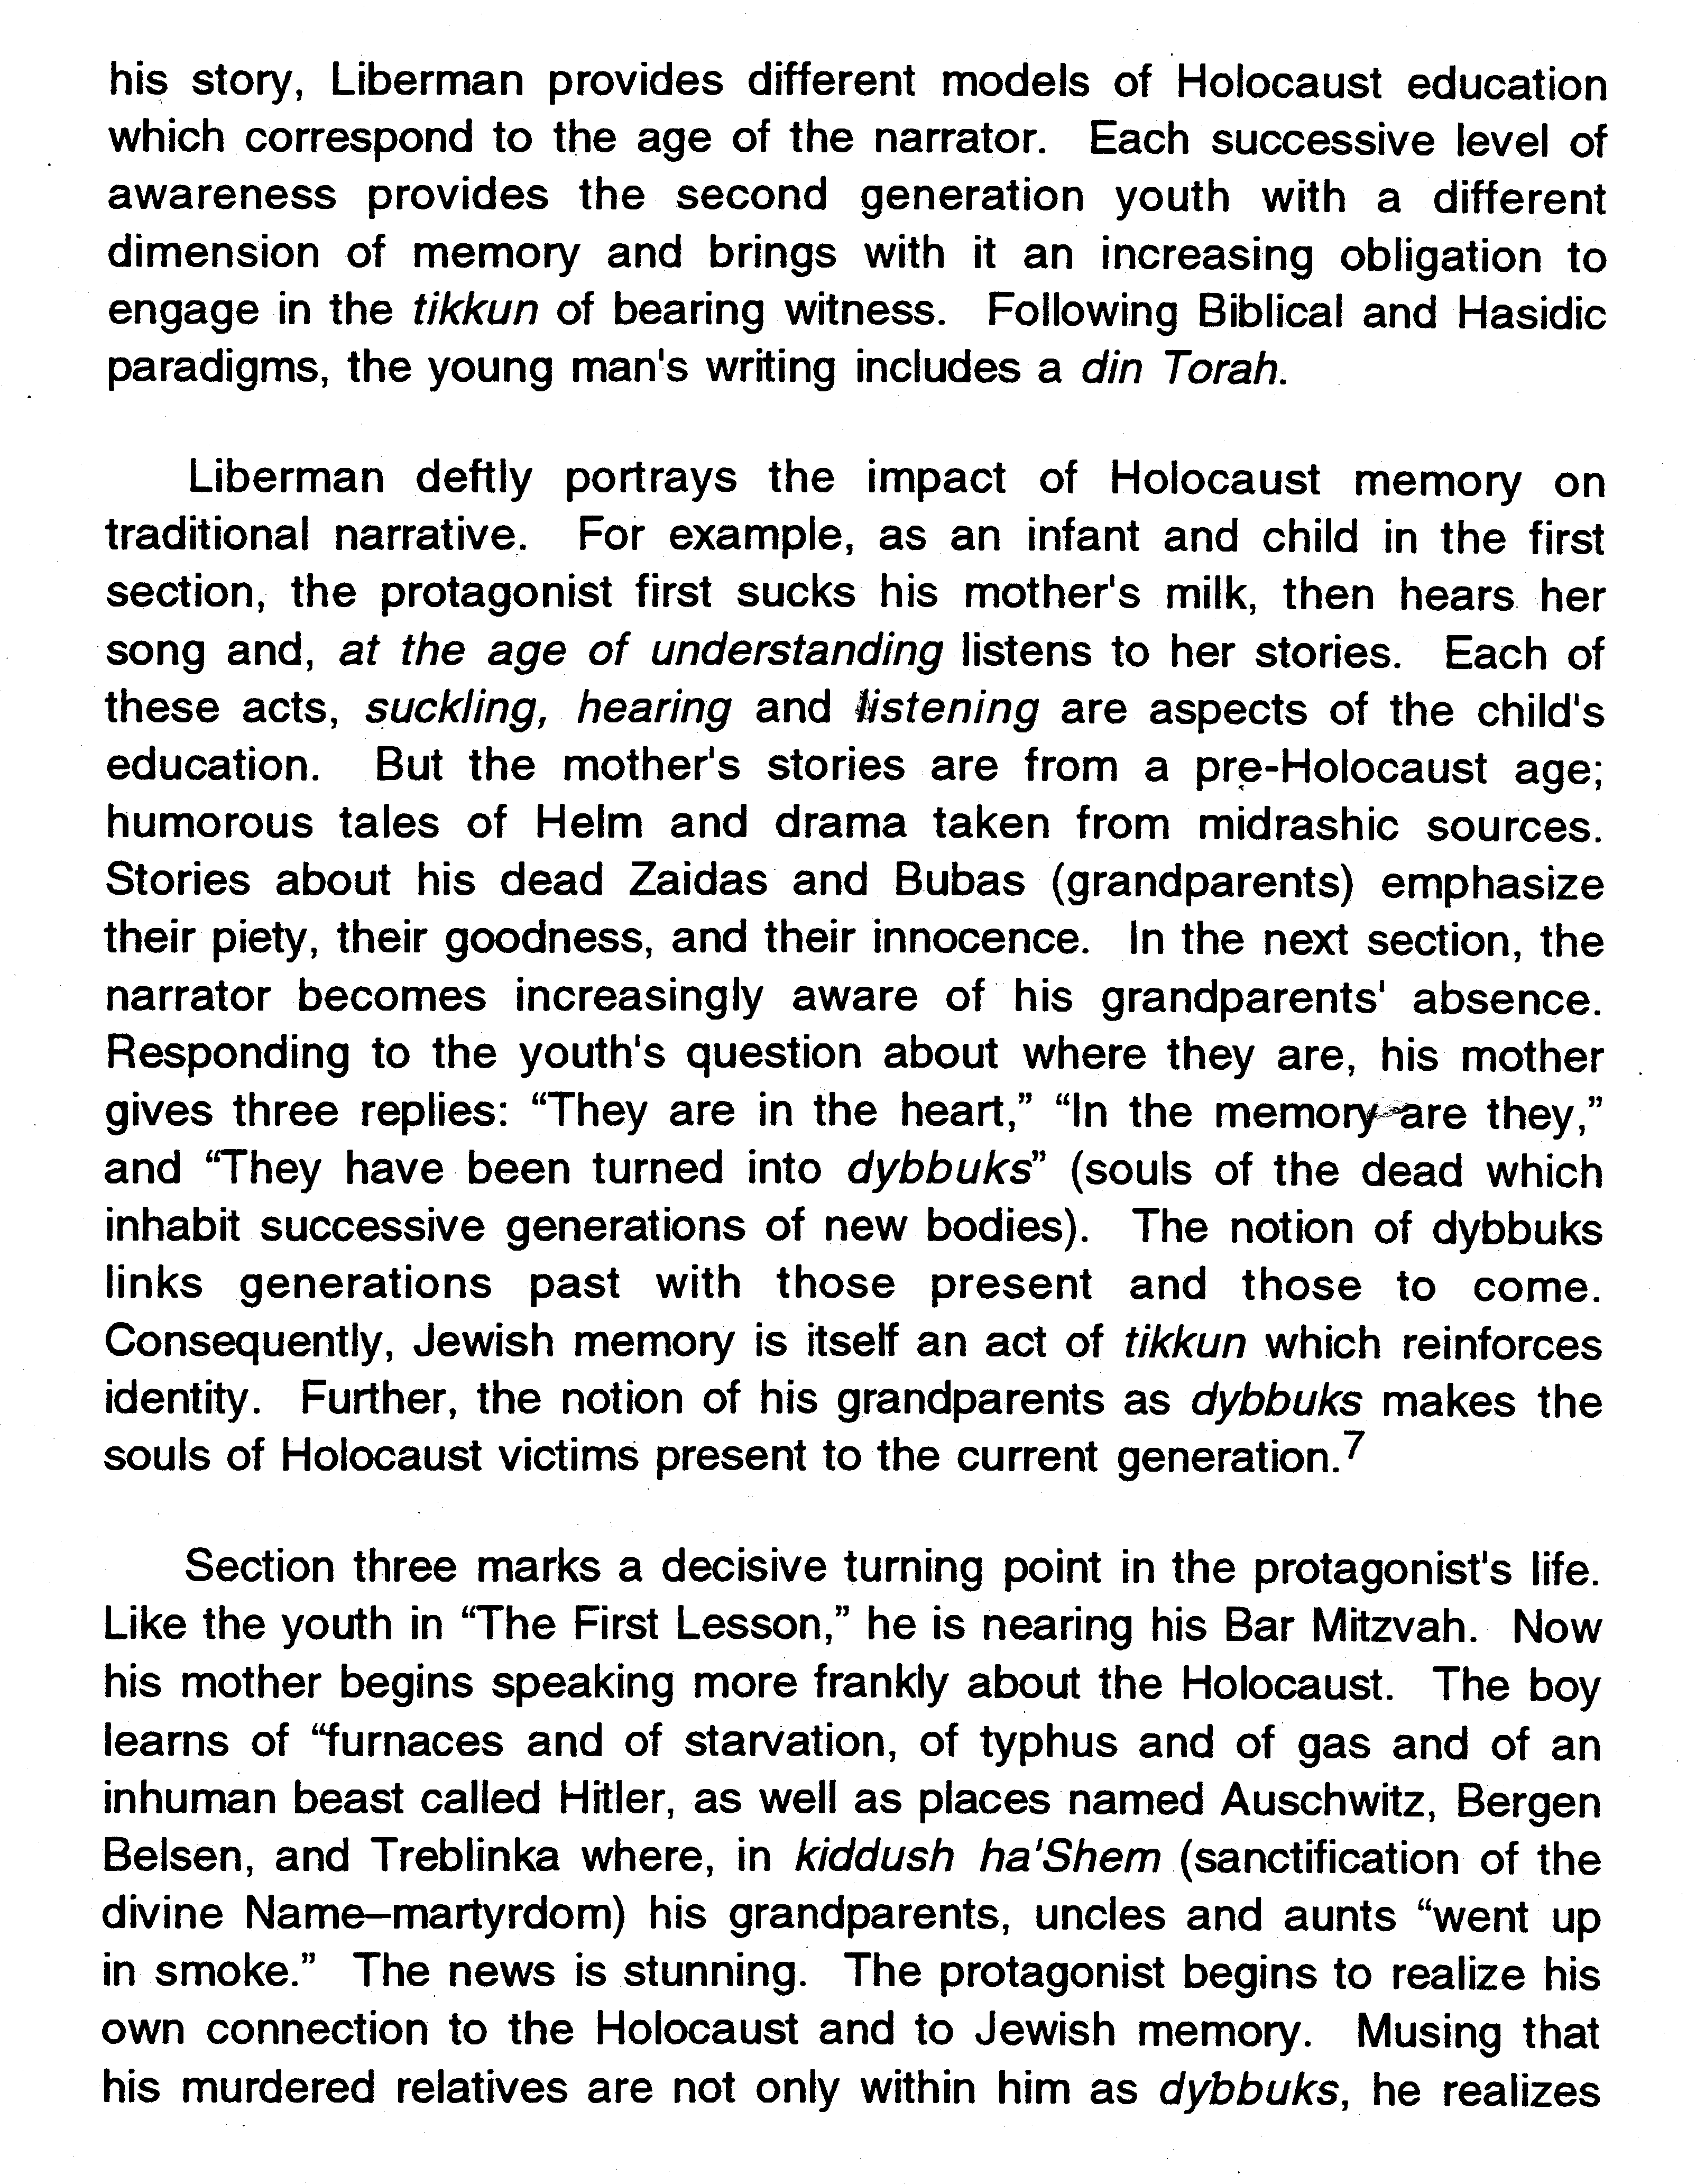 his story, Liberman provides different models of Holocaust education
which correspond to the age of the narrator. Each successive level of
awareness provides the second generation youth with a different
dimension of memory and brings with it an increasing obligation to
engage in the tikkun of bearing witness. Following Biblical and Hasidic
paradigms, the young man's writing includes a din Torah.
Liberman deftly portrays the impact of Holocaust memory on
traditional narrative. For example, as an infant and child in the first
section, the protagonist first sucks his mother's milk, then hears her
song and, at the age of understanding listens to her stories. Each of
these acts, suckling, hearing and listening are aspects of the child's
education. But the mother's stories are from a pre-Holocaust age;
humorous tales of Helm and drama taken from midrashic sources.
Stories about his dead Zaidas and Bubas (grandparents) emphasize
their piety, their goodness, and their innocence. In the next section, the
narrator becomes increasingly aware of his grandparents' absence.
Responding to the youth's question about where they are, his mother
gives three replies: “They are in the heart,” “In the memory are they,”
and “They have been turned into dybbuks” (souls of the dead which
inhabit successive generations of new bodies). The notion of dybbuks
links generations past with those present and those to come.
Consequently, Jewish memory is itself an act of tikkun which reinforces
identity. Further, the notion of his grandparents as dybbuks makes the
souls of Holocaust victims present to the current generation.7
Section three marks a decisive turning point in the protagonist's life.
Like the youth in “The First Lesson,” he is nearing his Bar Mitzvah. Now
his mother begins speaking more frankly about the Holocaust. The boy
learns of “furnaces and of starvation, of typhus and of gas and of an
inhuman beast called Hitler, as well as places named Auschwitz, Bergen
Belsen, and Treblinka where, in kiddush ha'Shem (sanctification of the
divine Name–martyrdom) his grandparents, uncles and aunts “went up
in smoke.” The news is stunning. The protagonist begins to realize his
own connection to the Holocaust and to Jewish memory. Musing that
his murdered relatives are not only within him as dybbuks, he realizes